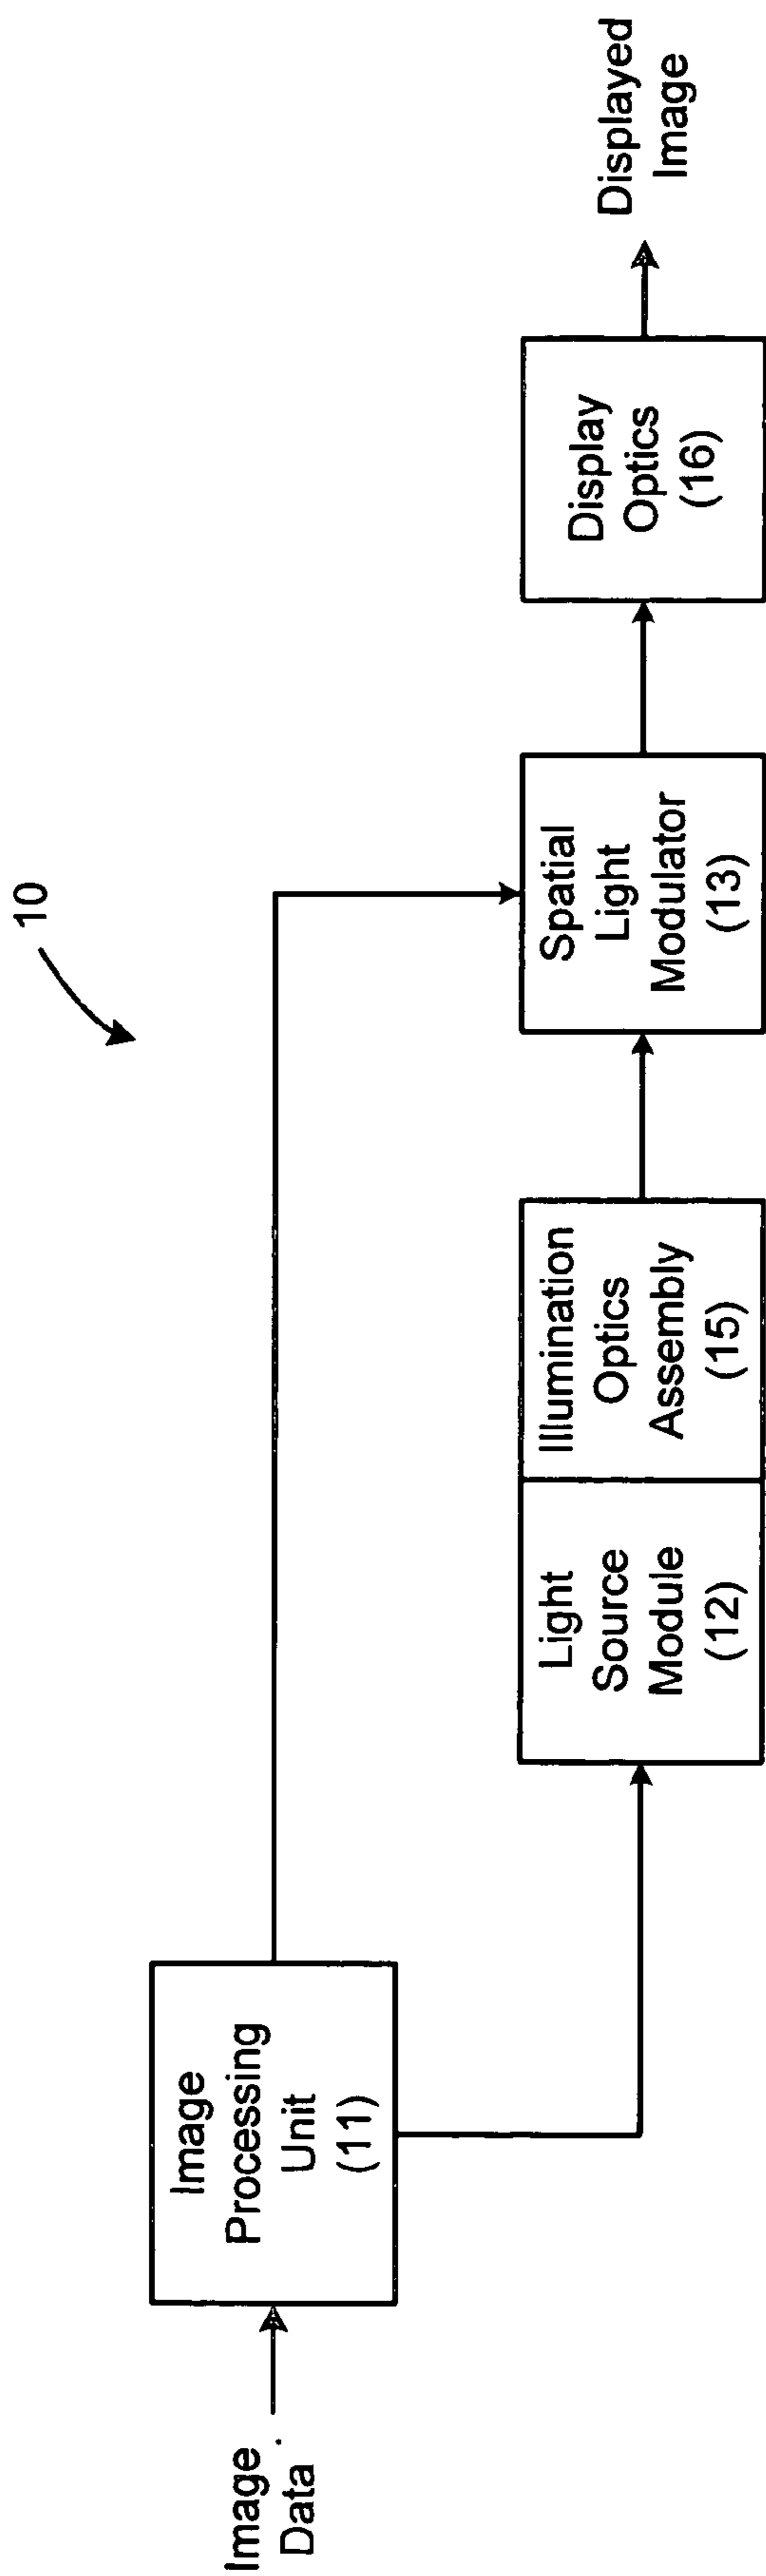 10
Image
Data
Image
Processing
Unit
(11)
Light
Source
Module
(12)
Illumination
Optics
Assembly
(15)
Spatial
Light
Modulator
(13)
Display
Optics
(16)
Displayed
Image